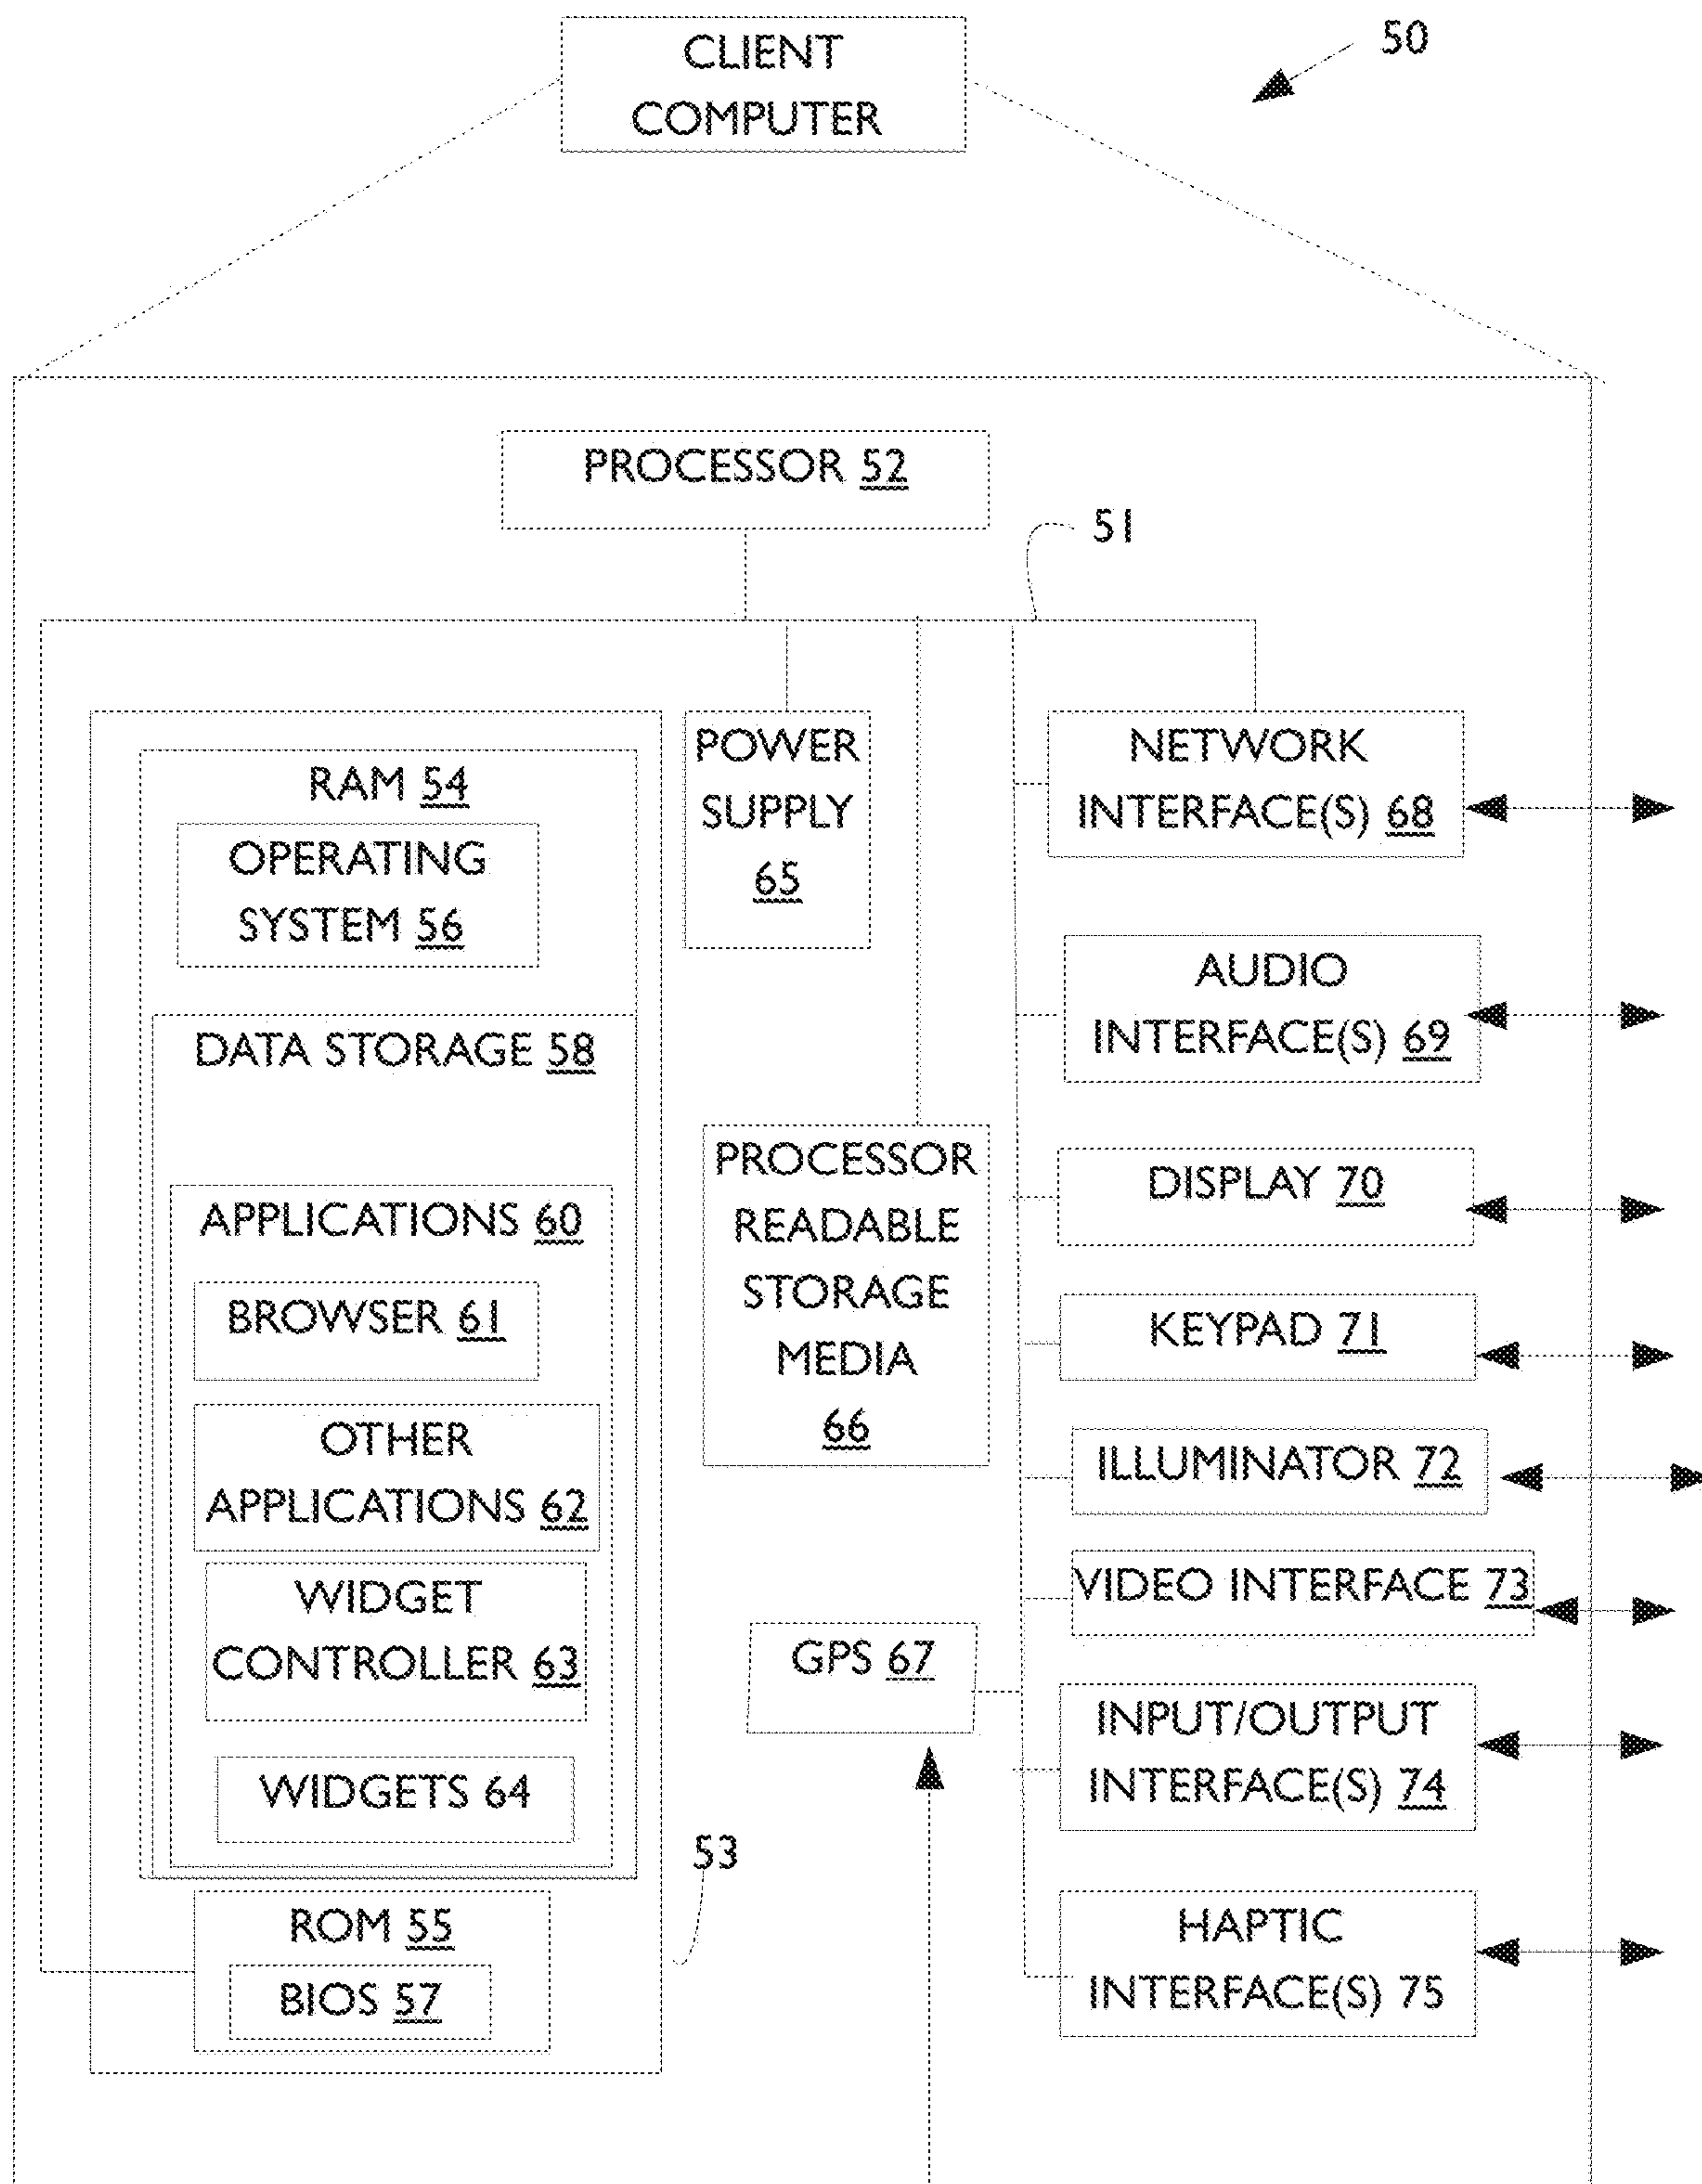 CLIENT
COMPUTER
50
PROCESSOR 52
51
RAM 54
OPERATING
SYSTEM 56
DATA STORAGE 58
APPLICATIONS 60
BROWSER 61
OTHER
APPLICATIONS 62
WIDGET
CONTROLLER 63
WIDGETS 64
53
ROM 55
BIOS 57
POWER
SUPPLY
65
PROCESSOR
READABLE
STORAGE
MEDIA
66
GPS 67
NETWORK
INTERFACE(S) 68
AUDIO
INTERFACE(S) 69
DISPLAY 70
KEYPAD 71
ILLUMINATOR 72
VIDEO INTERFACE 73
INPUT/OUTPUT
INTERFACE(S) 74
HAPTIC
INTERFACE(S) 75